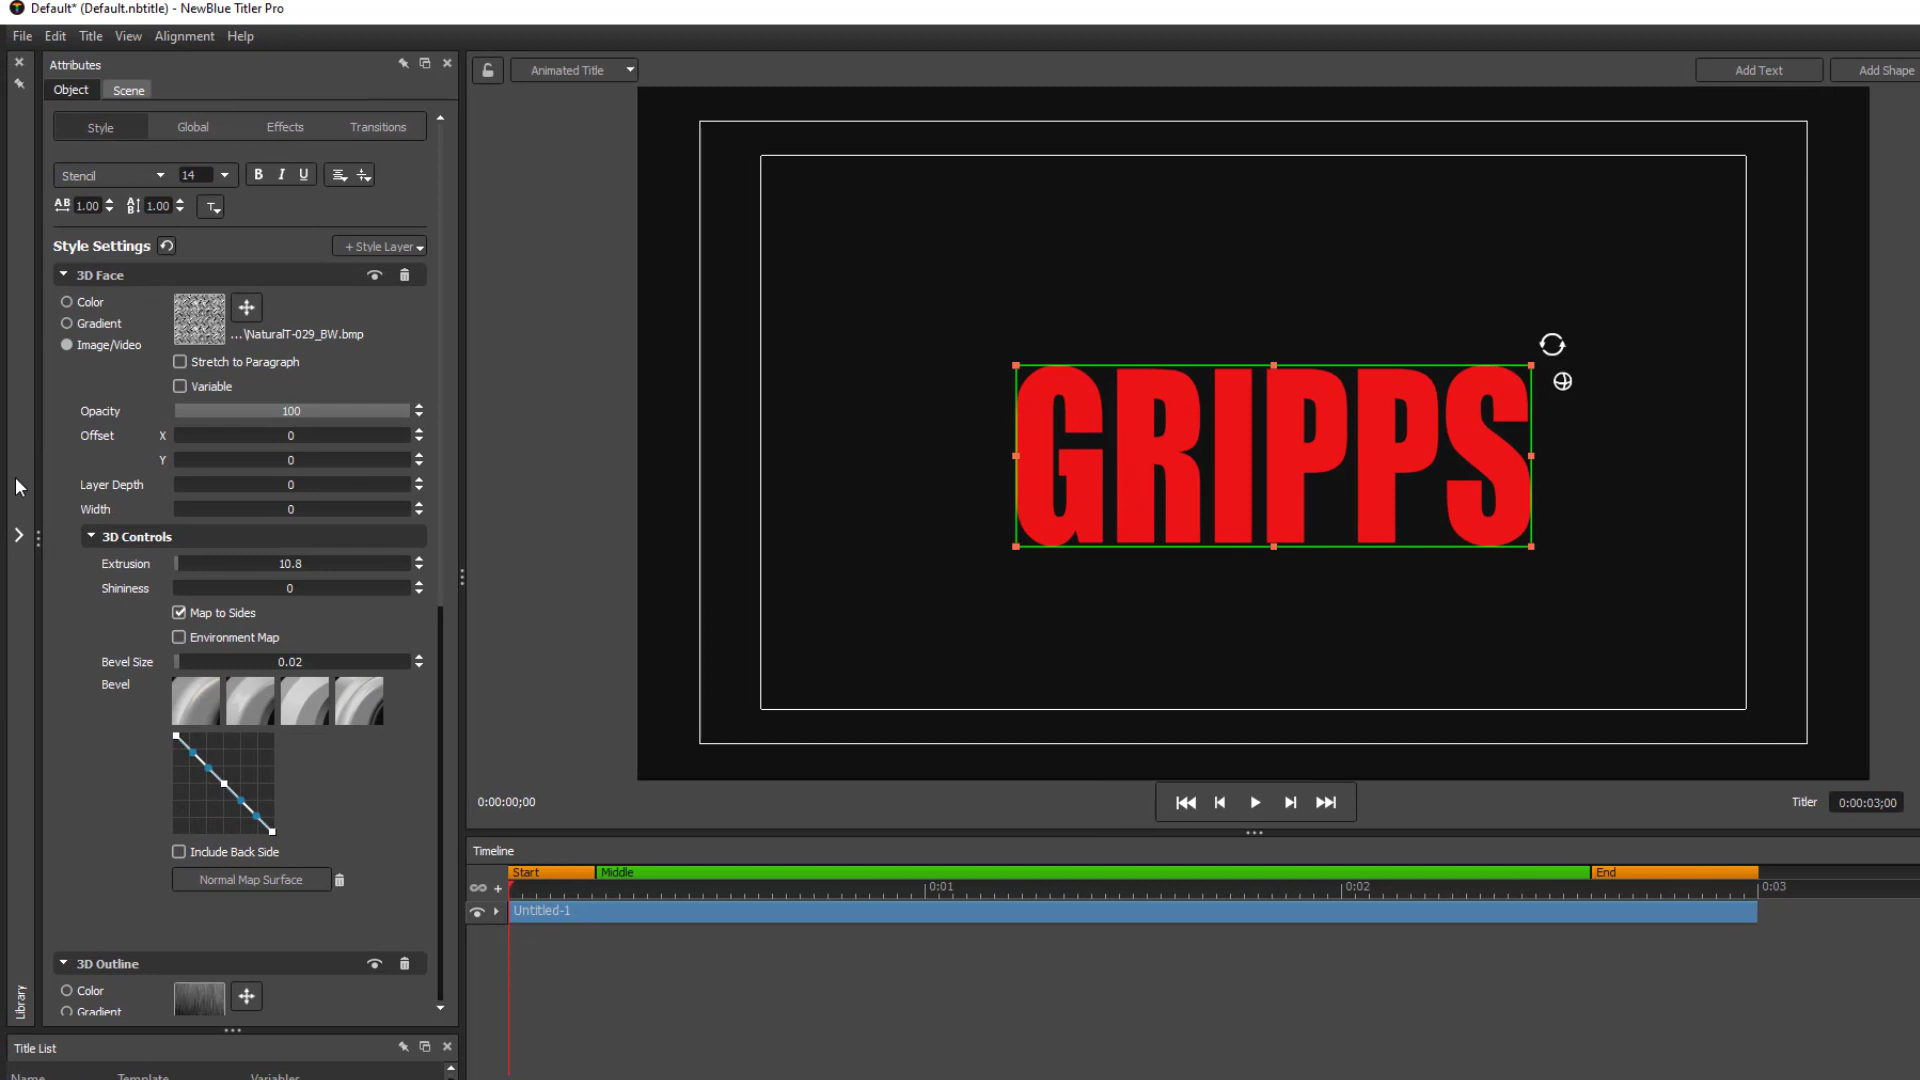 Default* (Default.nbtitle) - NewBlue Titler Pro
File Edit Title View Alignment Help
Attributes
Object Scene
Style Global Effects Transitions
Stencil 14 B I U
AB 1.00 AB 1.00 T
Style Settings + Style Layer
3D Face
Color
Gradient
...\NaturalT-029_BW.bmp
Image/Video
Stretch to Paragraph
Variable
Opacity 100
Offset X 0
Y 0
Layer Depth 0
Width 0
3D Controls
Extrusion 10.8
Shininess 0
Map to Sides
Environment Map
Bevel Size 0.02
Bevel
Include Back Side
Normal Map Surface
3D Outline
Color
Gradient
Library
Title List
Name Template Variables
Animated Title Add Text Add Shape
GRIPPS
0:00:00;00 Titler 0:00:03;00
Timeline
Start Middle End
0:01 0:02 0:03
Untitled-1